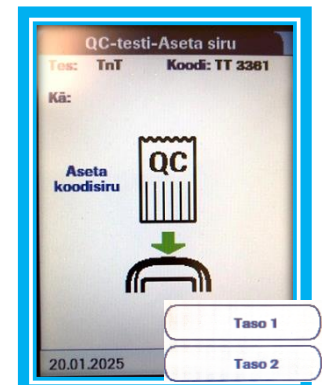 QC-testi-Aseta siru
Tes: TnT Koodi: TT 3361
Kä:
QC
Aseta
koodisiru
Taso 1
20.01.2025
Taso 2